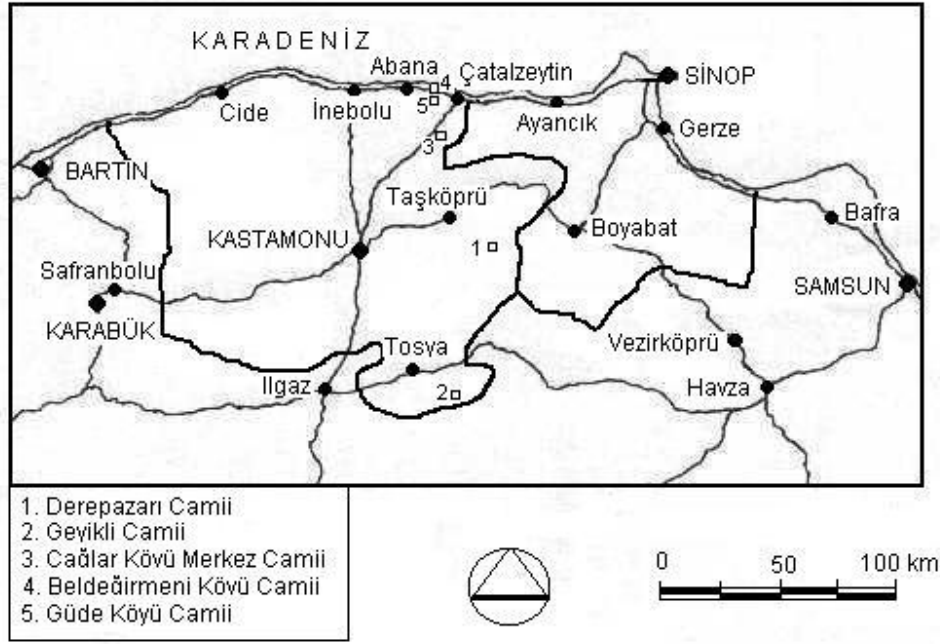 KARADENİZ
Abana
4
Çatalzeytin
SİNOP
5
Cide
İnebolu
Ayancık
Gerze
3
BARTIN
Taşköprü
Bafra
KASTAMONU
1
Boyabat
Safranbolu
SAMSUN
KARABÜK
Tosya
Vezirköprü
Ilgaz
2
Havza
1. Derepazarı Camii
2. Geyikli Camii
3. Çağlar Köyü Merkez Camii
4. Beldeğirmeni Köyü Camii
5. Güde Köyü Camii
0 50 100 km